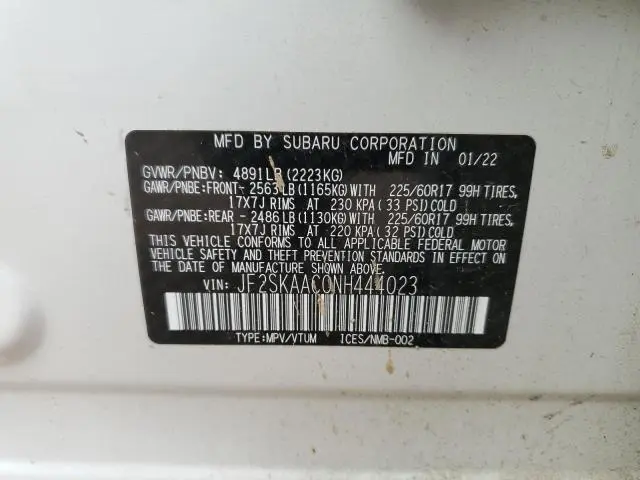 MFD BY SUBARU CORPORATION
MFD IN 01/22
GVWR/PNBV: 4891LB (2223KG)
GAWR/PNBE:FRONT- 2563LB(1165KG)WITH 225/60R17 99H TIRES,
17X7J RIMS AT 230 KPA (33 PSI) COLD
GAWR/PNBE:REAR - 2486LB(1130KG)WITH 225/60R17 99H TIRES,
17X7J RIMS AT 220 KPA (32 PSI) COLD
THIS VEHICLE CONFORMS TO ALL APPLICABLE FEDERAL MOTOR
VEHICLE SAFETY AND THEFT PREVENTION STANDARDS IN EFFECT
ON THE DATE OF MANUFACTURE SHOWN ABOVE.
VIN: JF2SKAAC0NH444023
TYPE:MPV/VTUM ICES/NMB-002